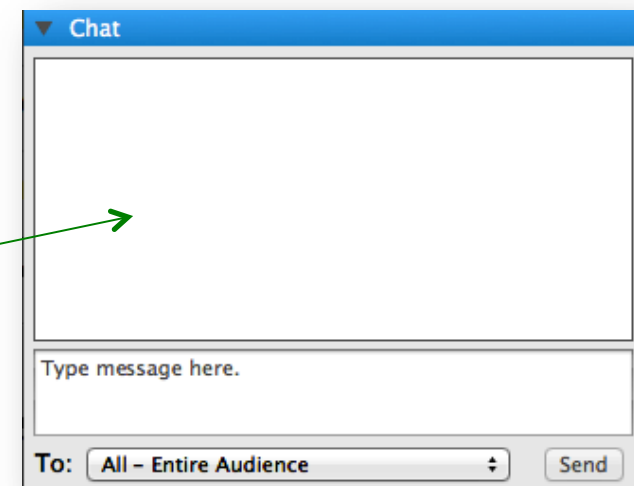 Chat
Type message here.
To: All – Entire Audience Send